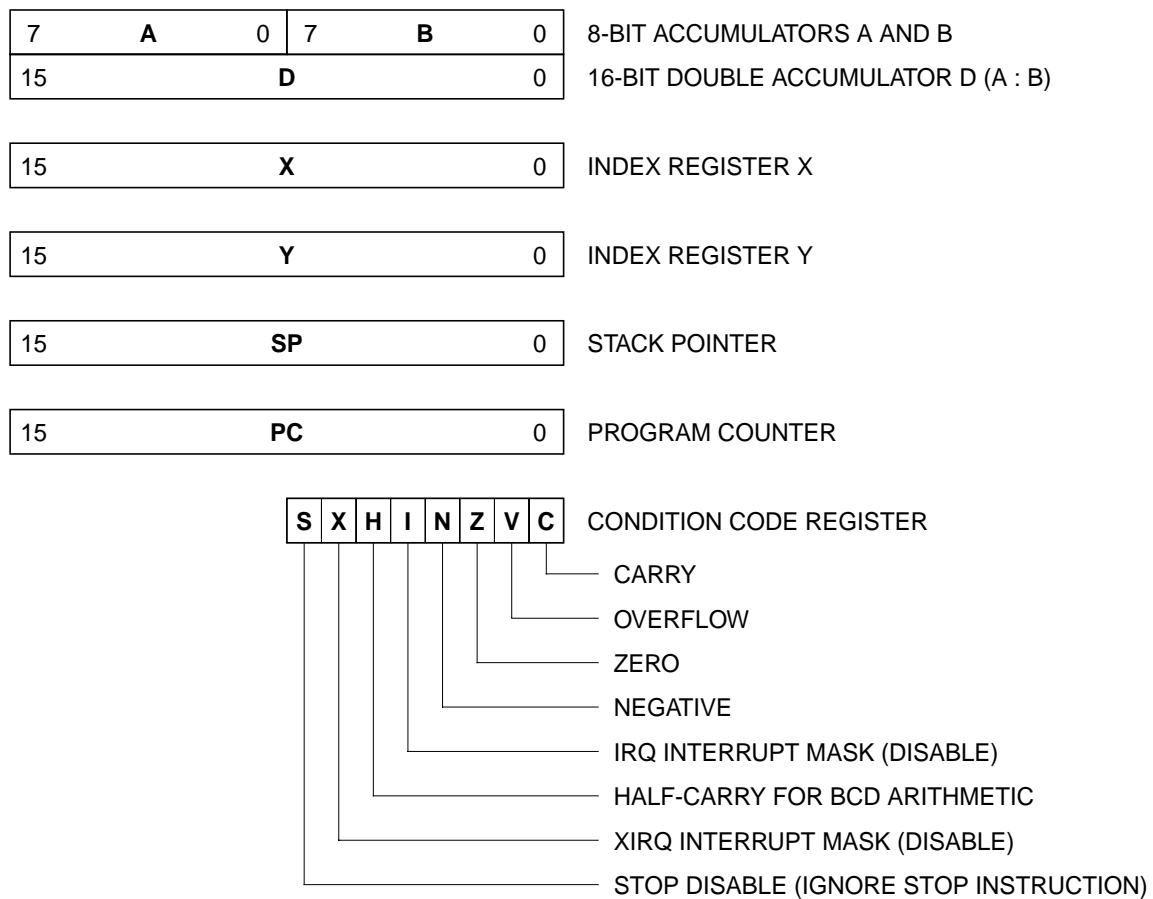 7 A 0 7 B 0 8-BIT ACCUMULATORS A AND B
15 D 0 16-BIT DOUBLE ACCUMULATOR D (A : B)
15 X 0 INDEX REGISTER X
15 Y 0 INDEX REGISTER Y
15 SP 0 STACK POINTER
15 PC 0 PROGRAM COUNTER
S X H I N Z V C CONDITION CODE REGISTER
CARRY
OVERFLOW
ZERO
NEGATIVE
IRQ INTERRUPT MASK (DISABLE)
HALF-CARRY FOR BCD ARITHMETIC
XIRQ INTERRUPT MASK (DISABLE)
STOP DISABLE (IGNORE STOP INSTRUCTION)